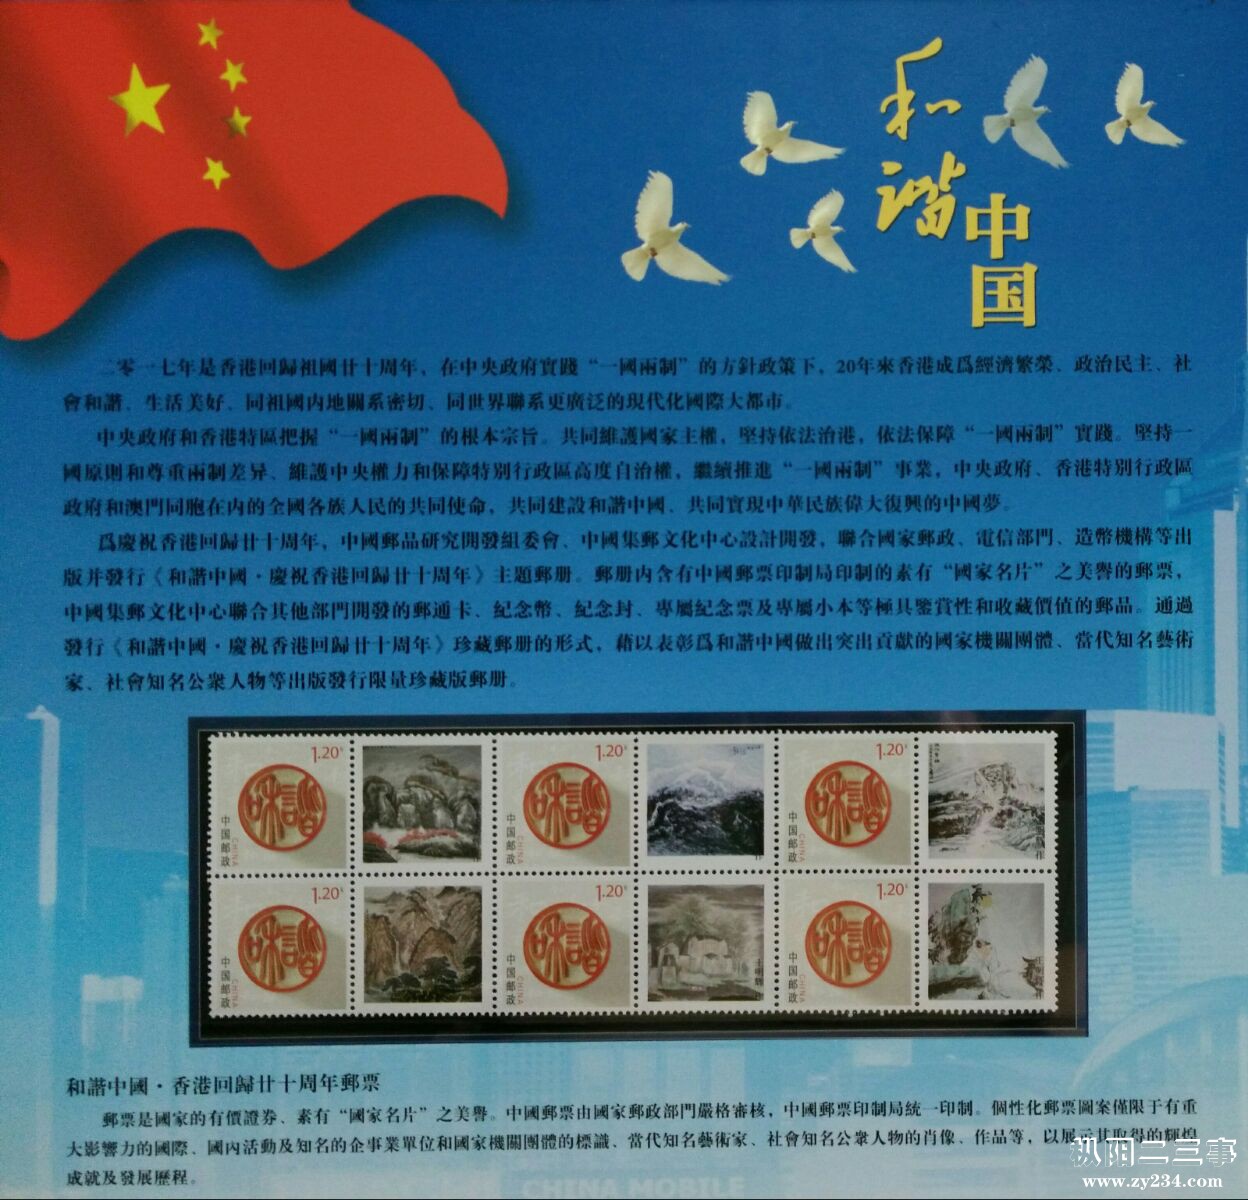 和谐
中国
二零一七年是香港回歸祖國廿十周年，在中央政府實踐“一國兩制”的方針政策下，20年來香港成爲經濟繁榮、政治民主、社
會和諧、生活美好、同祖國内地關系密切、同世界聯系更廣泛的現代化國際大都市。
中央政府和香港特區把握“一國兩制”的根本宗旨。共同維護國家主權，堅持依法治港，依法保障“一國兩制”實踐。堅持一
國原則和尊重兩制差异、維護中央權力和保障特別行政區高度自治權，繼續推進“一國兩制”事業，中央政府、香港特别行政區
政府和澳門同胞在内的全國各族人民的共同使命，共同建設和諧中國、共同實現中華民族偉大復興的中國夢。
爲慶祝香港回歸廿十周年，中國郵品研究開發組委會、中國集郵文化中心設計開發，聯合國家郵政、電信部門、造幣機構等出
版并發行《和諧中國·慶祝香港回歸廿十周年》主題郵册。郵册内含有中國郵票印制局印制的素有“國家名片”之美譽的郵票，
中國集郵文化中心聯合其他部門開發的郵通卡、紀念幣、紀念封、專屬紀念票及專屬小本等極具鑒賞性和收藏價值的郵品。通過
發行《和諧中國·慶祝香港回歸廿十周年》珍藏郵册的形式，藉以表彰爲和諧中國做出突出貢獻的國家機關團體、當代知名藝術
家、社會知名公衆人物等出版發行限量珍藏版郵册。
1.20 1.20 1.20
和諧 和諧 和諧
中国邮政 CHINA 中国邮政 CHINA 中国邮政 CHINA
1.20 1.20 1.20
和諧 和諧 和諧
中国邮政 CHINA 中国邮政 CHINA 中国邮政 CHINA
和諧中國·香港回歸廿十周年郵票
郵票是國家的有價證券、素有“國家名片”之美譽。中國郵票由國家郵政部門嚴格審核，中國郵票印制局統一印制。個性化郵票圖案僅限于有重
大影響力的國際、國内活動及知名的企事業單位和國家機關團體的標識、當代知名藝術家、社會知名公衆人物的肖像、作品等，以展示其取得的輝煌
成就及發展歷程。
CHINA MOBILE
枞阳二三事
www.zy234.com